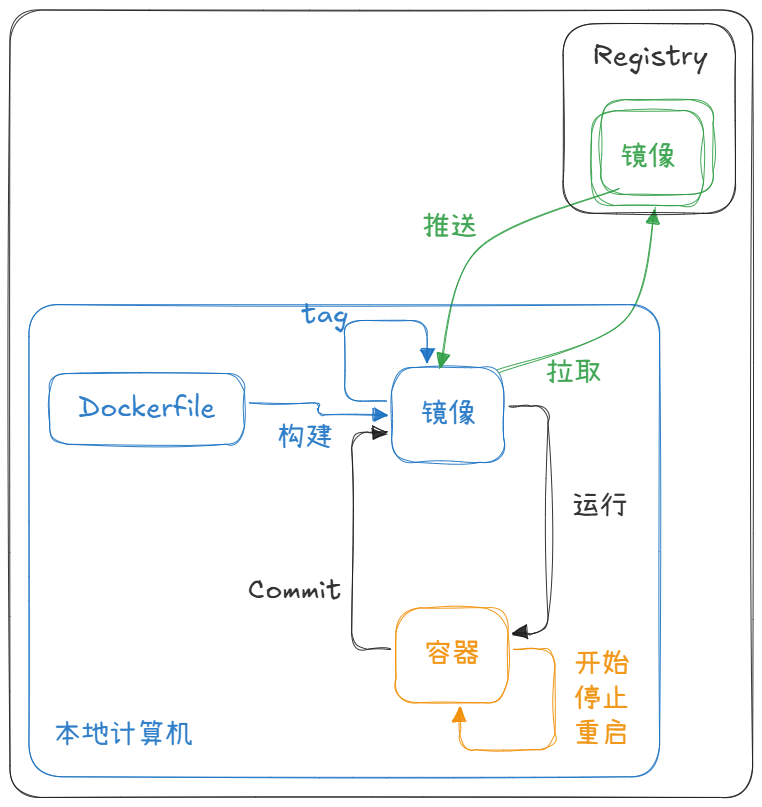 Registry
镜像
推送
tag
拉取
Dockerfile
镜像
构建
运行
Commit
容器
开始
停止
重启
本地计算机